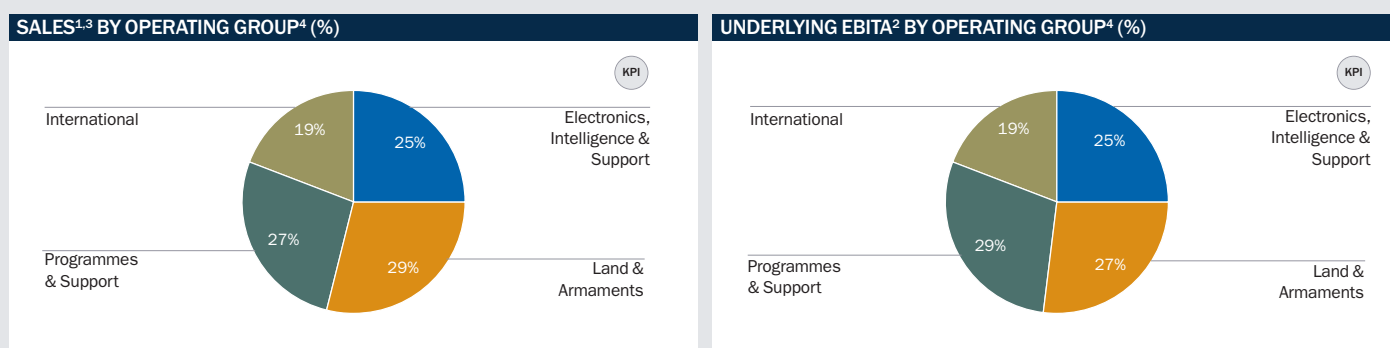 SALES¹,³ BY OPERATING GROUP⁴ (%)
KPI
International
19%
25%
Electronics,
Intelligence &
Support
27%
Programmes
& Support
29%
Land &
Armaments
UNDERLYING EBITA² BY OPERATING GROUP⁴ (%)
KPI
International
19%
25%
Electronics,
Intelligence &
Support
29%
Programmes
& Support
27%
Land &
Armaments